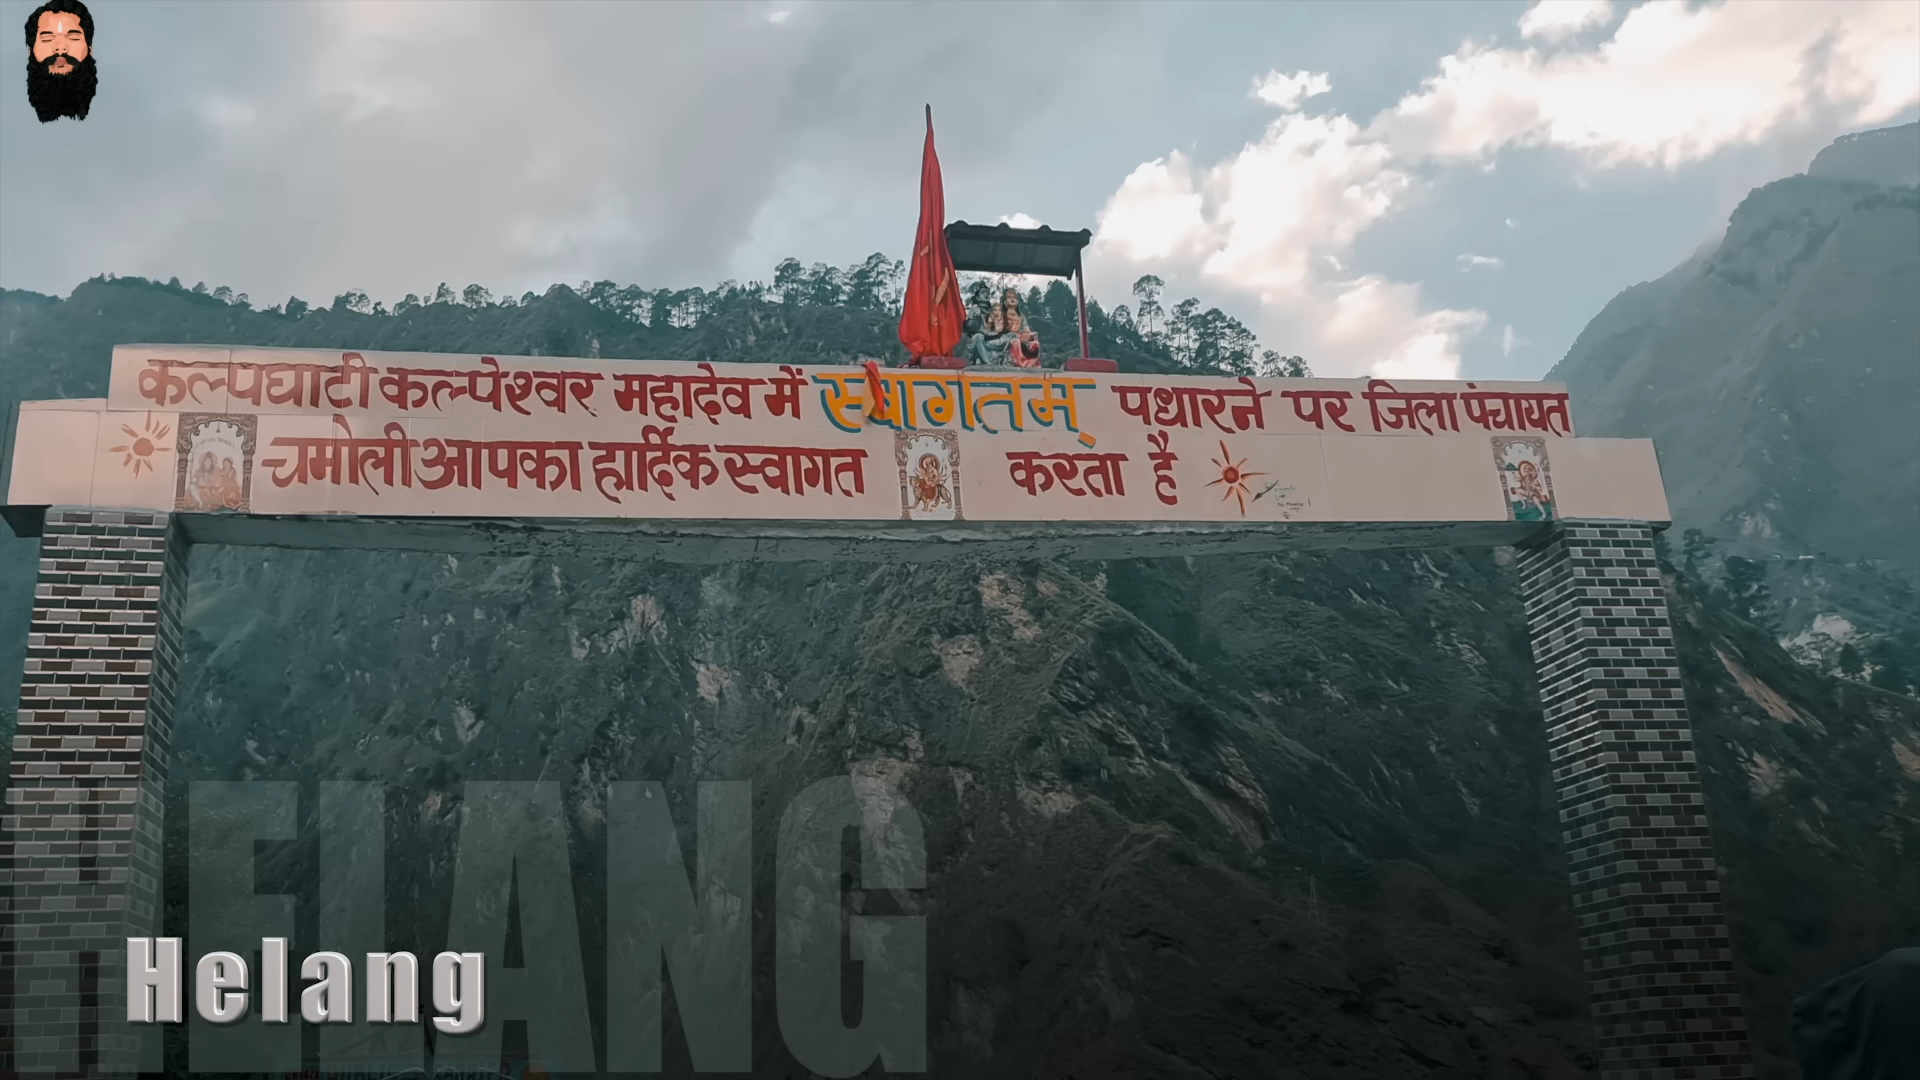 कल्पघाटी कल्पेश्वर महादेव में स्वागतम् पधारने पर जिला पंचायत
चमोली आपका हार्दिक स्वागत करता है
HELANG
Helang